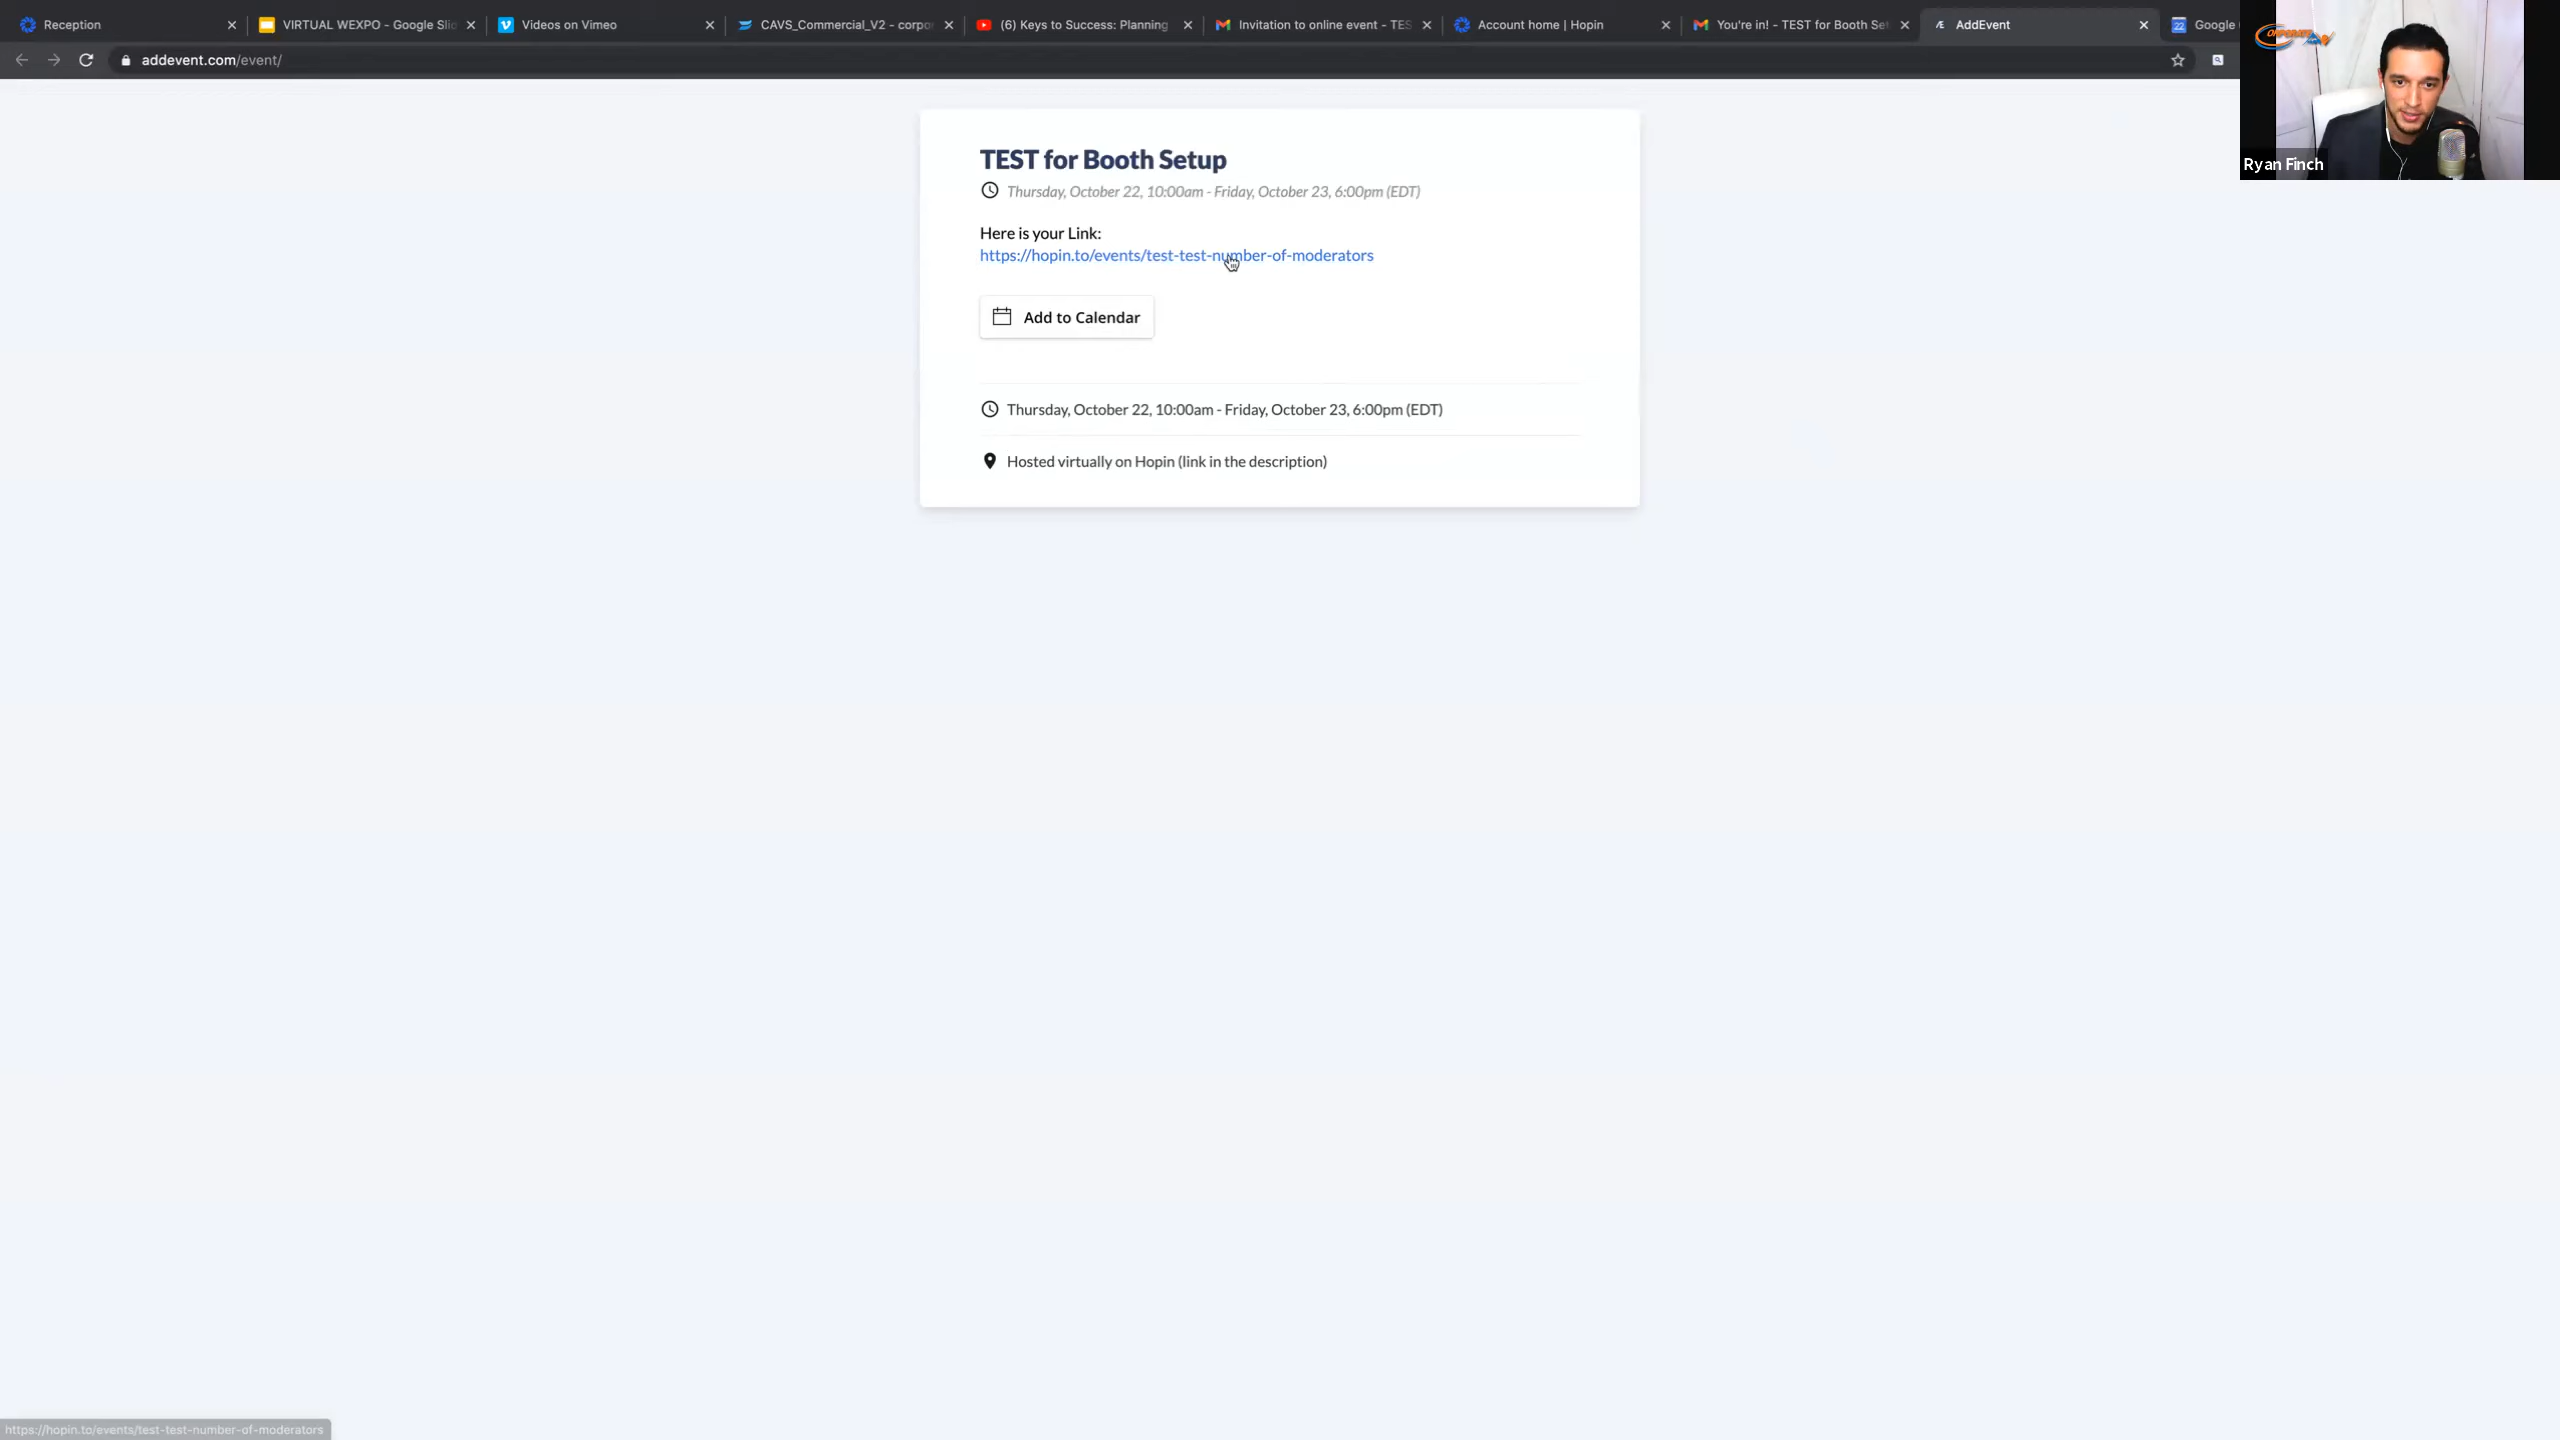 Reception
VIRTUAL WEXPO - Google Slid
Videos on Vimeo
CAVS_Commercial_V2 - corpor
(6) Keys to Success: Planning
Invitation to online event - TES
Account home | Hopin
You're in! - TEST for Booth Set
AddEvent
22
Google
addevent.com/event/
Ryan Finch
TEST for Booth Setup
Thursday, October 22, 10:00am - Friday, October 23, 6:00pm (EDT)
Here is your Link:
https://hopin.to/events/test-test-number-of-moderators
Add to Calendar
Thursday, October 22, 10:00am - Friday, October 23, 6:00pm (EDT)
Hosted virtually on Hopin (link in the description)
https://hopin.to/events/test-test-number-of-moderators